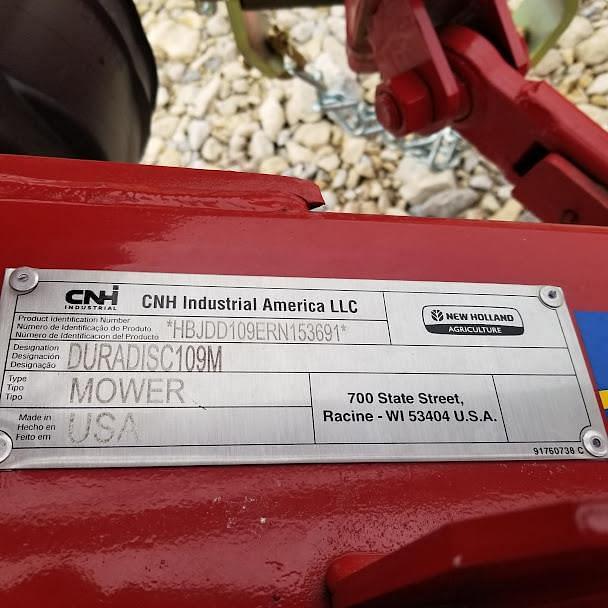 CNH
INDUSTRIAL
CNH Industrial America LLC
NEW HOLLAND
AGRICULTURE
Product Identification Number
Número de Identificação do Produto
Número de Identificacion del Producto
*HBJDD109ERN153691*
Designation
Designación
Designação
DURADISC109M
Type
Tipo
Tipo
MOWER
700 State Street,
Racine - WI 53404 U.S.A.
Made in
Hecho en
Feito em
USA
91760738 C